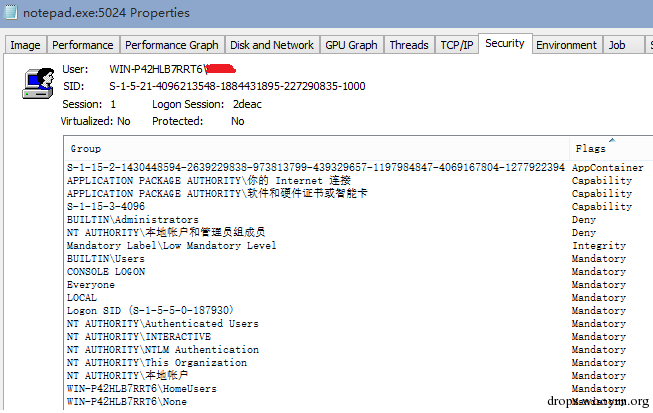 notepad.exe:5024 Properties
Image Performance Performance Graph Disk and Network GPU Graph Threads TCP/IP Security Environment Job S
User: WIN-P42HLB7RRT6\
SID: S-1-5-21-4096213548-1884431895-227290835-1000
Session: 1 Logon Session: 2deac
Virtualized: No Protected: No
Group Flags
S-1-15-2-1430448594-2639229838-973813799-439329657-1197984847-4069167804-1277922394 AppContainer
APPLICATION PACKAGE AUTHORITY\你的 Internet 连接 Capability
APPLICATION PACKAGE AUTHORITY\软件和硬件证书或智能卡 Capability
S-1-15-3-4096 Capability
BUILTIN\Administrators Deny
NT AUTHORITY\本地帐户和管理员组成员 Deny
Mandatory Label\Low Mandatory Level Integrity
BUILTIN\Users Mandatory
CONSOLE LOGON Mandatory
Everyone Mandatory
LOCAL Mandatory
Logon SID (S-1-5-5-0-187930) Mandatory
NT AUTHORITY\Authenticated Users Mandatory
NT AUTHORITY\INTERACTIVE Mandatory
NT AUTHORITY\NTLM Authentication Mandatory
NT AUTHORITY\This Organization Mandatory
NT AUTHORITY\本地帐户 Mandatory
WIN-P42HLB7RRT6\HomeUsers Mandatory
WIN-P42HLB7RRT6\None Mandatory
drops.wooyun.org